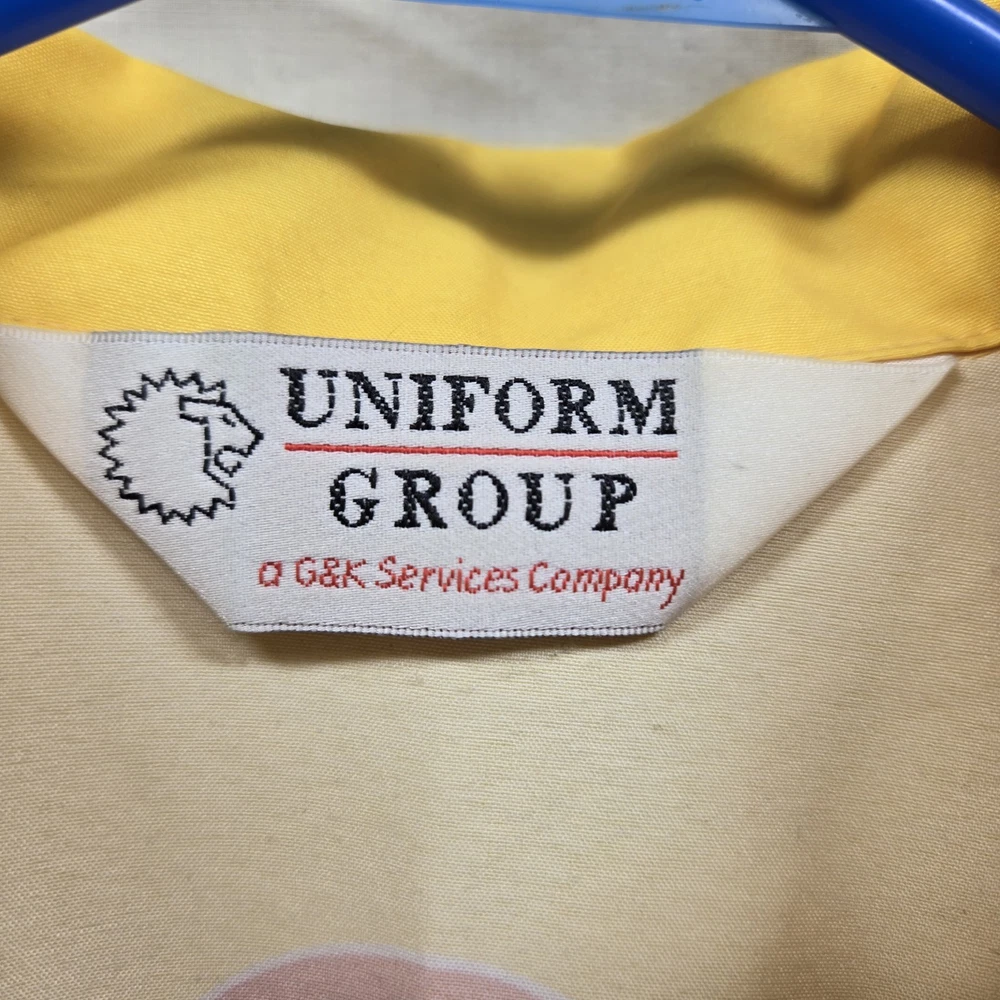 UNIFORM
GROUP
a G&K Services Company